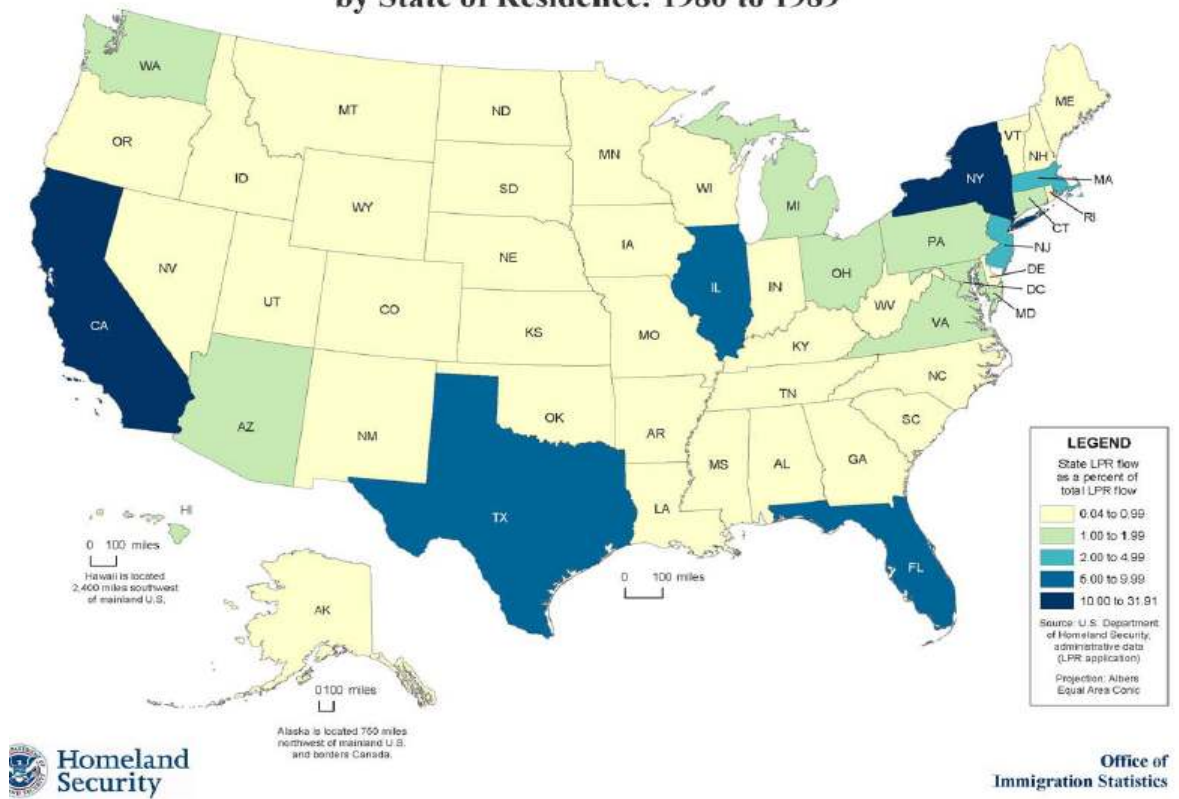 by State of Residence: 1980 to 1989
WA
MT
ND
MN
ME
VT
NH
OR
ID
SD
WI
NY
MA
WY
MI
RI
CT
IA
PA
NJ
NE
NV
OH
DE
UT
IL
IN
DC
CO
WV
MD
CA
KS
MO
VA
KY
NC
TN
AZ
OK
NM
AR
SC
MS
AL
GA
LA
TX
FL
HI
0 100 miles
Hawaii is located
2,400 miles southwest
of mainland U.S.
AK
0 100 miles
Alaska is located 760 miles
northwest of mainland U.S.
and borders Canada.
0 100 miles
LEGEND
State LPR flow
as a percent of
total LPR flow
0.04 to 0.99
1.00 to 1.99
2.00 to 4.99
5.00 to 9.99
10.00 to 31.91
Source: U.S. Department
of Homeland Security,
administrative data
(LPR application)
Projection: Albers
Equal Area Conic
Homeland
Security
Office of
Immigration Statistics